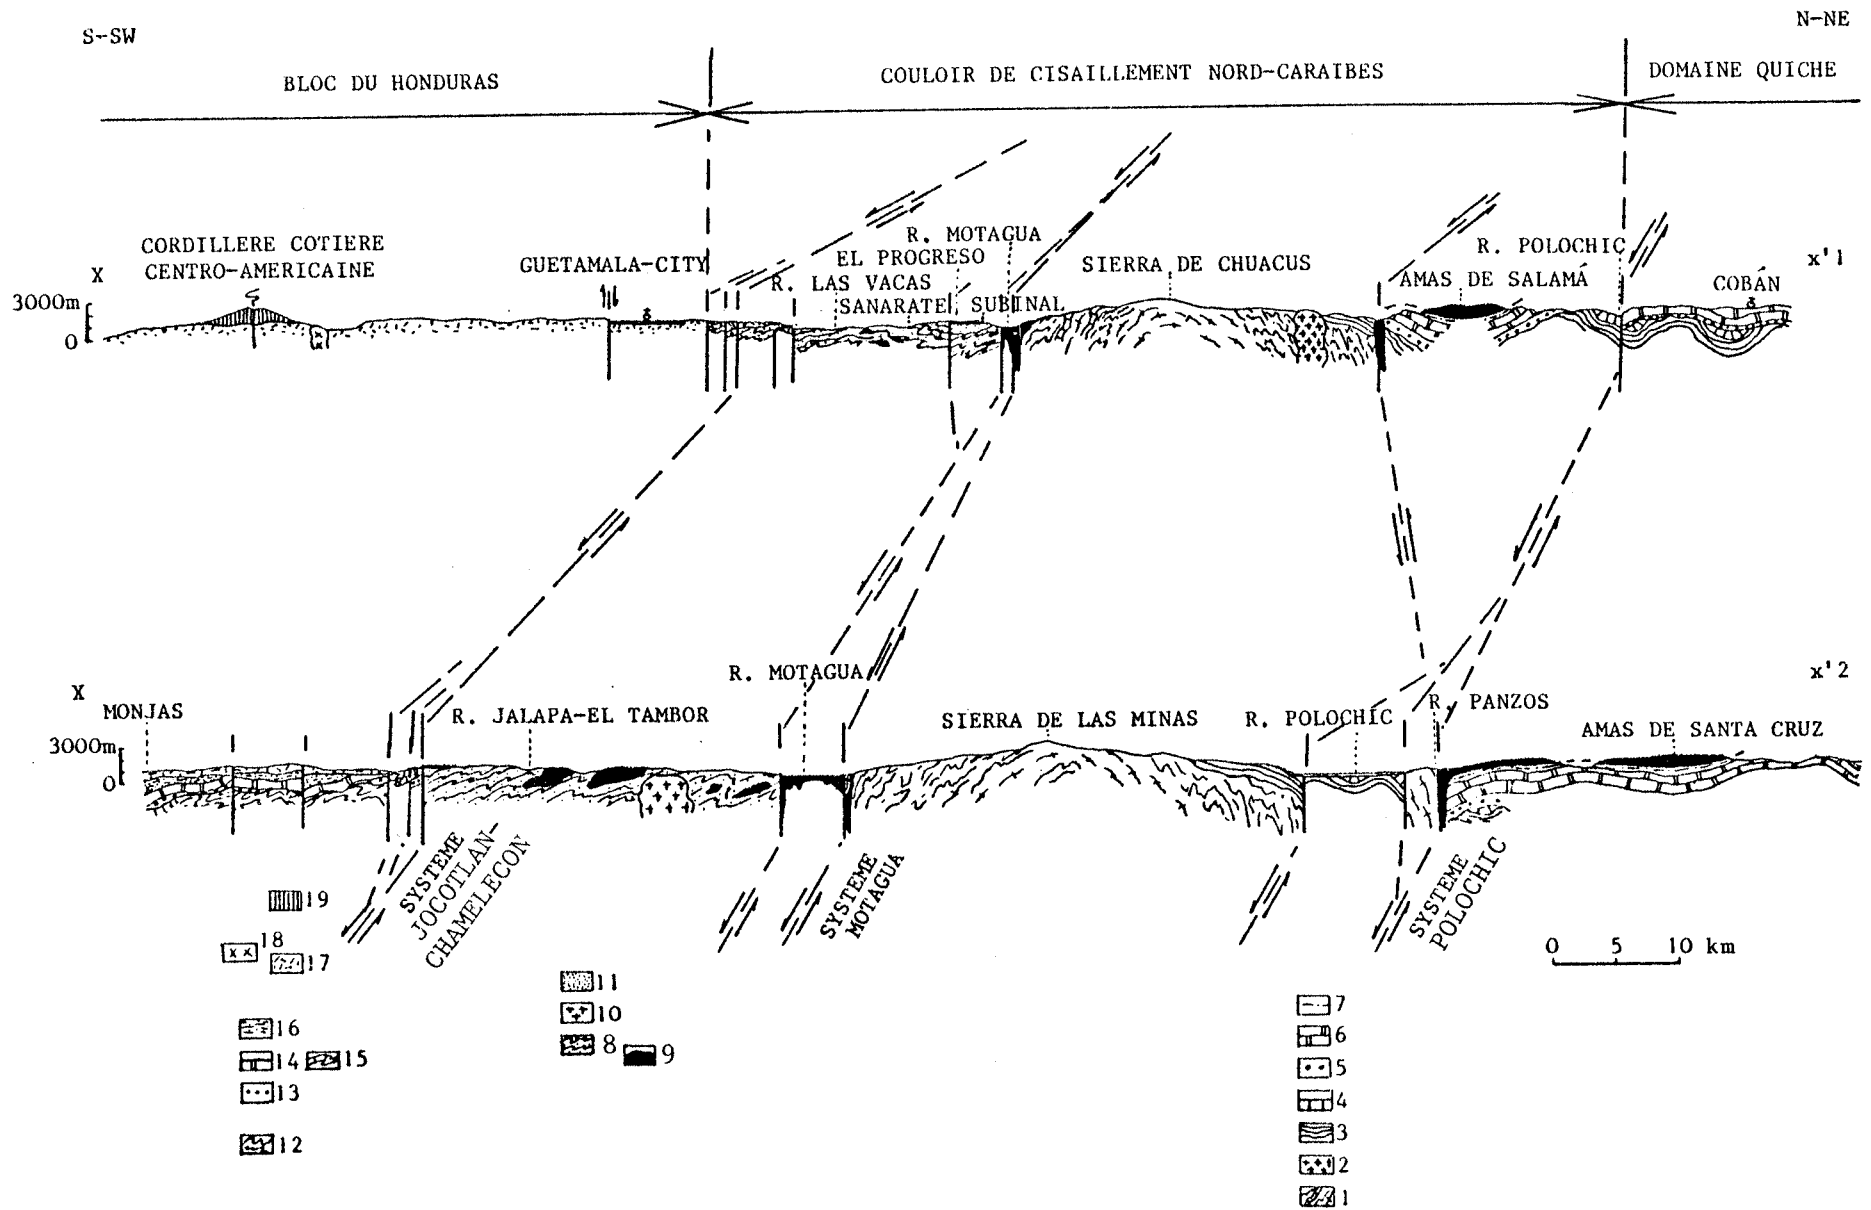 S-SW
N-NE
BLOC DU HONDURAS
COULOIR DE CISAILLEMENT NORD-CARAIBES
DOMAINE QUICHE
CORDILLERE COTIERE
CENTRO-AMERICAINE
GUETAMALA-CITY
R. MOTAGUA
EL PROGRESO
R. LAS VACAS
SANARATE
SUBINAL
SIERRA DE CHUACUS
R. POLOCHIC
AMAS DE SALAMÁ
COBÁN
X
x'1
3000m
0
X
x'2
MONJAS
3000m
0
R. JALAPA-EL TAMBOR
R. MOTAGUA
SIERRA DE LAS MINAS
R. POLOCHIC
R. PANZOS
AMAS DE SANTA CRUZ
SYSTEME
JOCOTLAN-
CHAMELECON
SYSTEME
MOTAGUA
SYSTEME
POLOCHIC
0 5 10 km
19
18
17
16
14
15
13
12
11
10
8
9
7
6
5
4
3
2
1